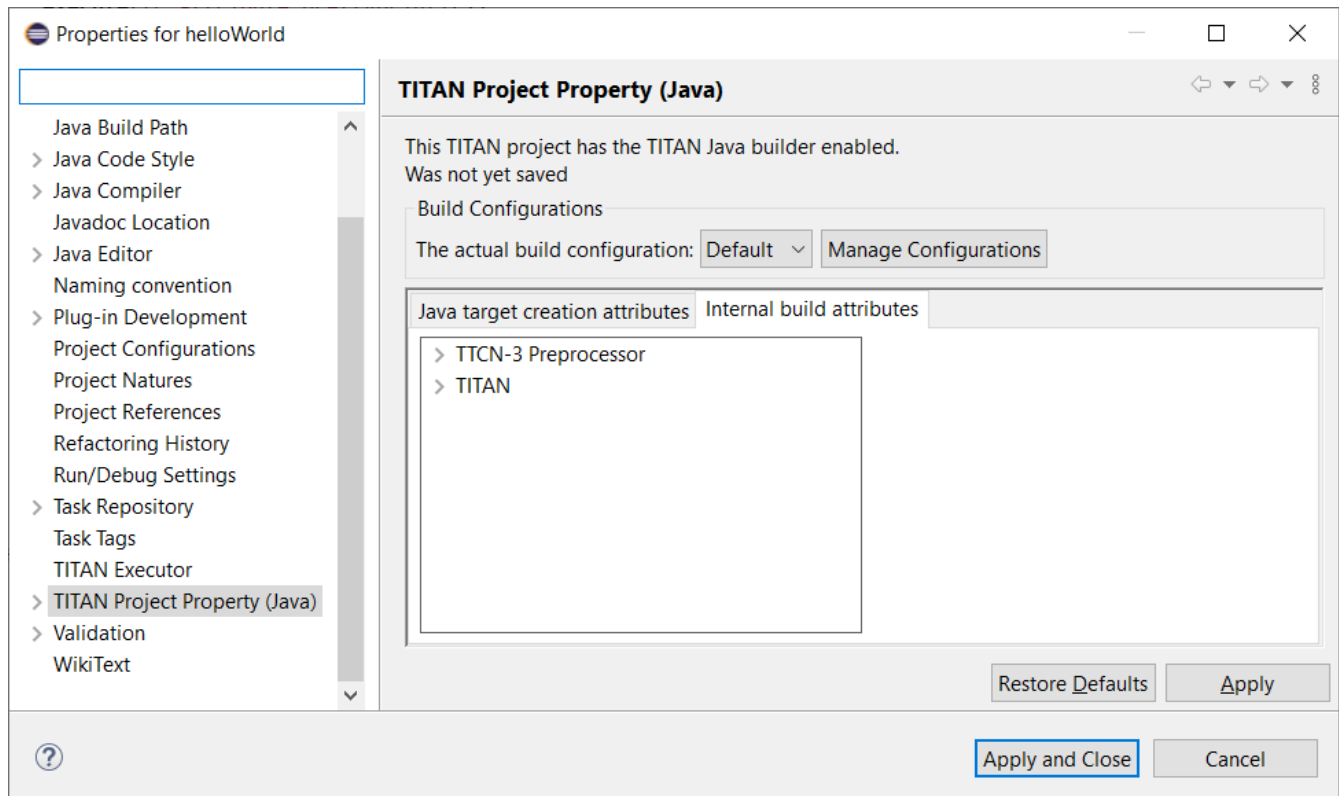 Properties for helloWorld
Java Build Path
Java Code Style
Java Compiler
Javadoc Location
Java Editor
Naming convention
Plug-in Development
Project Configurations
Project Natures
Project References
Refactoring History
Run/Debug Settings
Task Repository
Task Tags
TITAN Executor
TITAN Project Property (Java)
Validation
WikiText
TITAN Project Property (Java)
This TITAN project has the TITAN Java builder enabled.
Was not yet saved
Build Configurations
The actual build configuration: Default Manage Configurations
Java target creation attributes Internal build attributes
TTCN-3 Preprocessor
TITAN
Restore Defaults Apply
Apply and Close Cancel